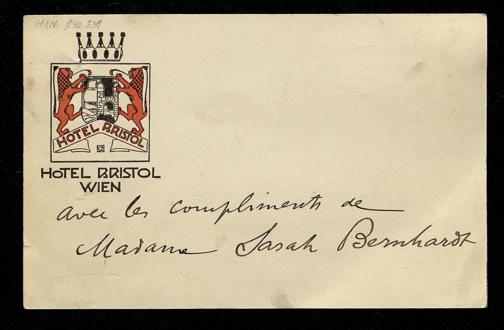 HOTEL BRISTOL
HOTEL BRISTOL
WIEN
avec les compliments de
Madame Sarah Bernhardt